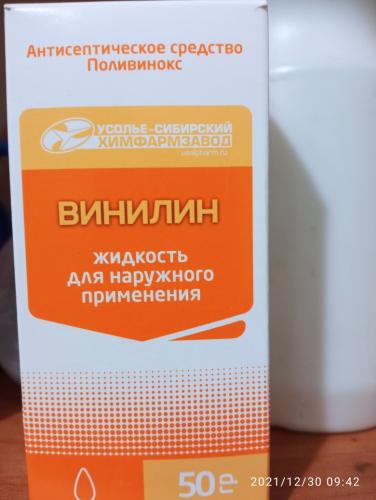 Антисептическое средство
Поливинокс
УСОЛЬЕ-СИБИРСКИЙ
ХИМФАРМЗАВОД
usolpharm.ru
ВИНИЛИН
жидкость
для наружного
применения
50 г
2021/12/30 09:42